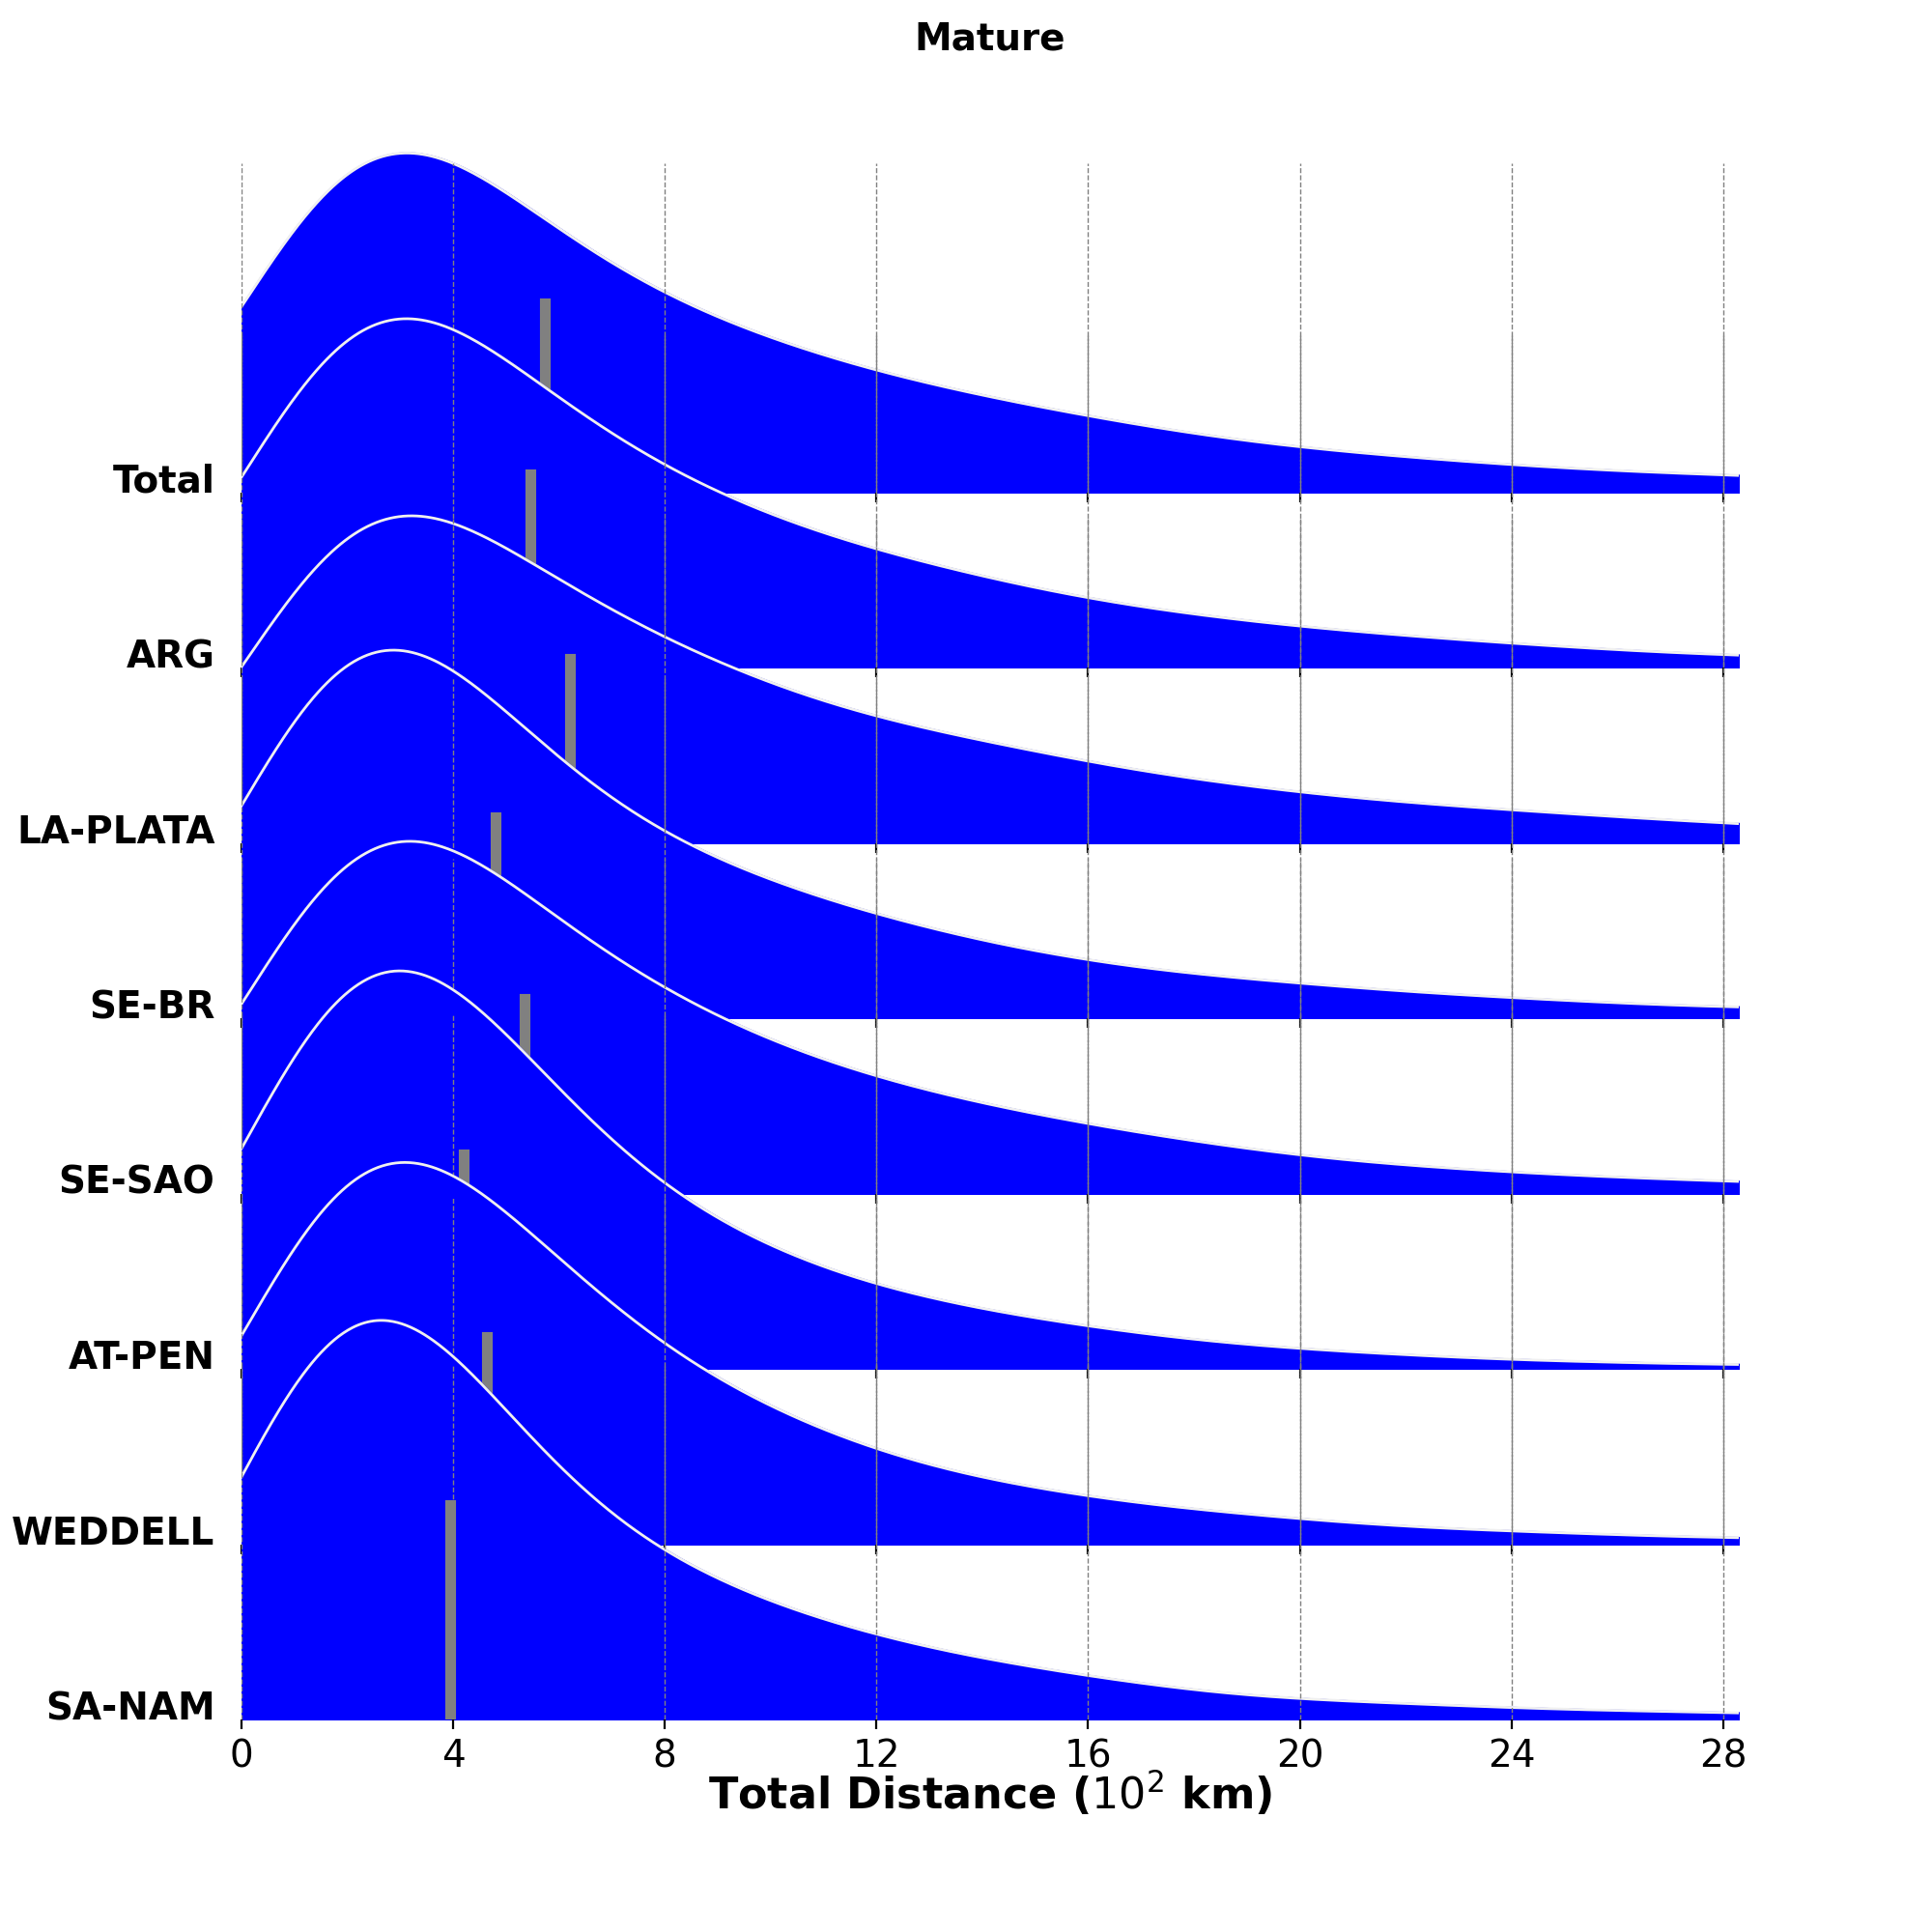 Mature
Total
ARG
LA-PLATA
SE-BR
SE-SAO
AT-PEN
WEDDELL
SA-NAM
0 4 8 12 16 20 24 28
Total Distance (10² km)